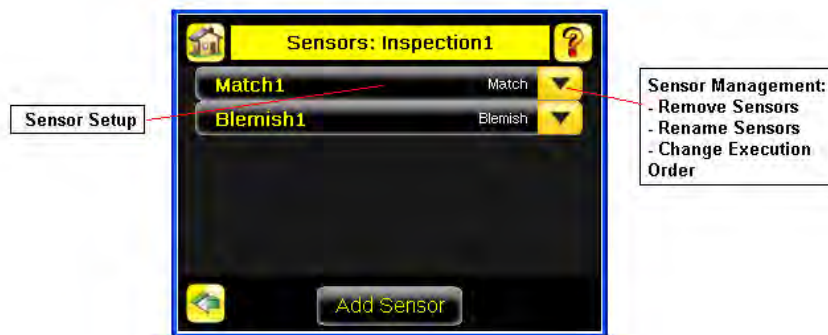 Sensors: Inspection1
?
Match1 Match
Blemish1 Blemish
Sensor Setup
Sensor Management:
- Remove Sensors
- Rename Sensors
- Change Execution
Order
Add Sensor